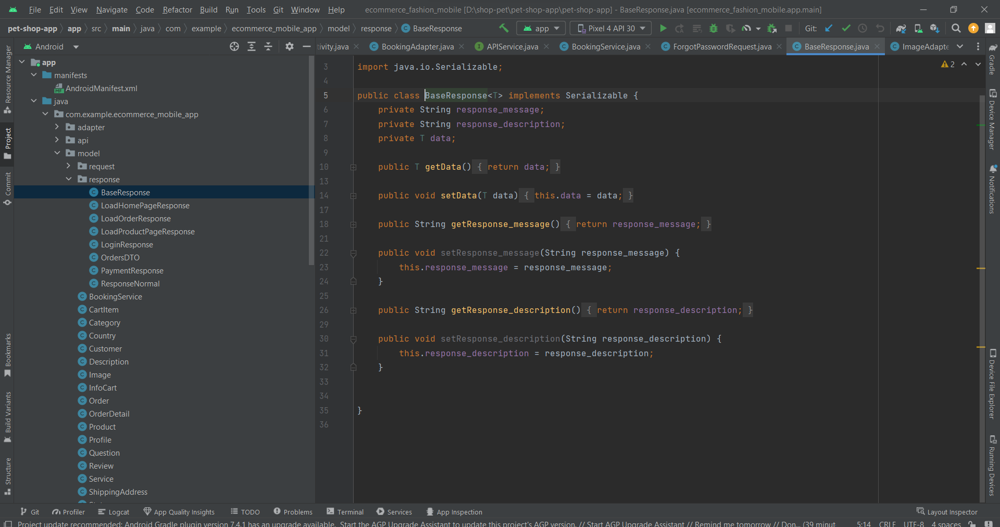 File Edit View Navigate Code Refactor Build Run Tools Git Window Help ecommerce_fashion_mobile [D:\shop-pet\pet-shop-app\pet-shop-app] - BaseResponse.java [ecommerce_fashion_mobile.app.main]
pet-shop-app app src main java com example ecommerce_mobile_app model response BaseResponse app Pixel 4 API 30 Git:
Android tivity.java BookingAdapter.java APIService.java BookingService.java ForgotPasswordRequest.java BaseResponse.java ImageAdapte
Resource Manager
Project
Commit
Bookmarks
Build Variants
Structure
app
manifests
AndroidManifest.xml
java
com.example.ecommerce_mobile_app
adapter
api
model
request
response
BaseResponse
LoadHomePageResponse
LoadOrderResponse
LoadProductPageResponse
LoginResponse
OrdersDTO
PaymentResponse
ResponseNormal
BookingService
CartItem
Category
Country
Customer
Description
Image
InfoCart
Order
OrderDetail
Product
Profile
Question
Review
Service
ShippingAddress
2
3 import java.io.Serializable;
4
5 public class BaseResponse<T> implements Serializable {
6 private String response_message;
7 private String response_description;
8 private T data;
9
10 public T getData() { return data; }
13
14 public void setData(T data) { this.data = data; }
17
18 public String getResponse_message() { return response_message; }
21
22 public void setResponse_message(String response_message) {
23 this.response_message = response_message;
24 }
25
26 public String getResponse_description() { return response_description; }
29
30 public void setResponse_description(String response_description) {
31 this.response_description = response_description;
32 }
33
34
35 }
36
Gradle
Device Manager
Notifications
Device File Explorer
Running Devices
Git Profiler Logcat App Quality Insights TODO Problems Terminal Services App Inspection Layout Inspector
Project update recommended: Android Gradle plugin version 7.4.1 has an upgrade available. Start the AGP Upgrade Assistant to update this project's AGP version. // Start AGP Upgrade Assistant // Remind me tomorrow // Don... (39 minut 5:14 CRLF UTF-8 4 spaces